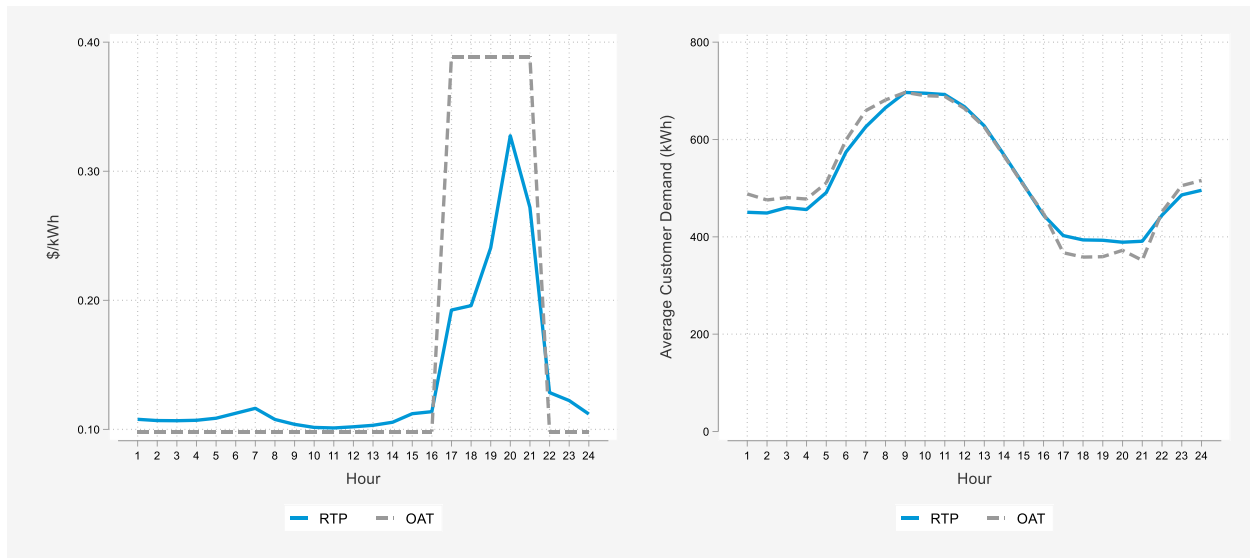 0.40
0.30
0.20
0.10
$/kWh
1 2 3 4 5 6 7 8 9 10 11 12 13 14 15 16 17 18 19 20 21 22 23 24
Hour
RTP OAT
800
600
400
200
0
Average Customer Demand (kWh)
1 2 3 4 5 6 7 8 9 10 11 12 13 14 15 16 17 18 19 20 21 22 23 24
Hour
RTP OAT